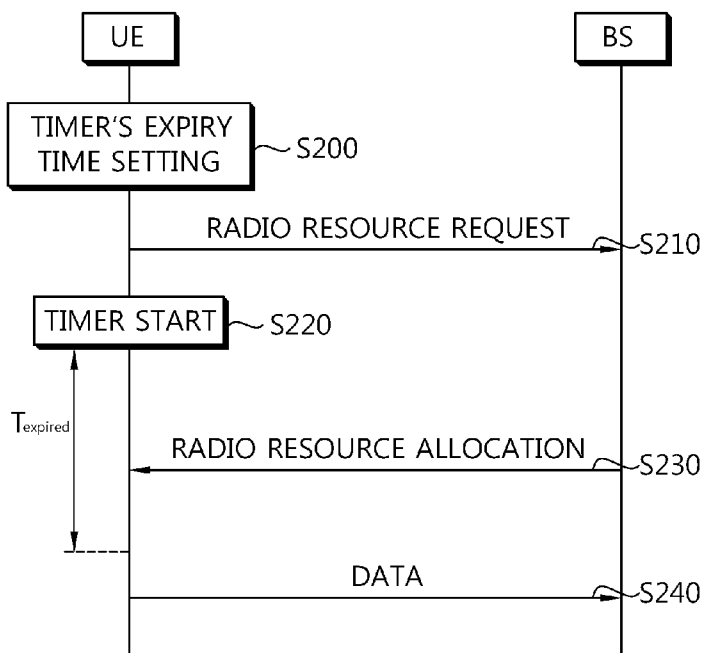 UE
BS
TIMER'S EXPIRY
TIME SETTING
S200
RADIO RESOURCE REQUEST
S210
TIMER START
S220
Texpired
RADIO RESOURCE ALLOCATION
S230
DATA
S240